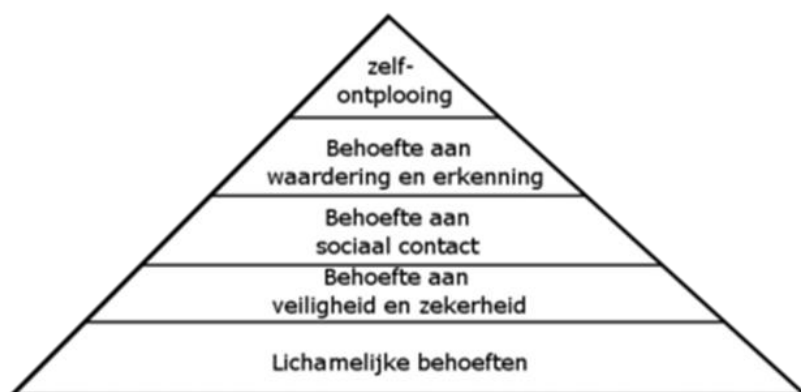 zelf-
ontplooing
Behoefte aan
waardering en erkenning
Behoefte aan
sociaal contact
Behoefte aan
veiligheid en zekerheid
Lichamelijke behoeften